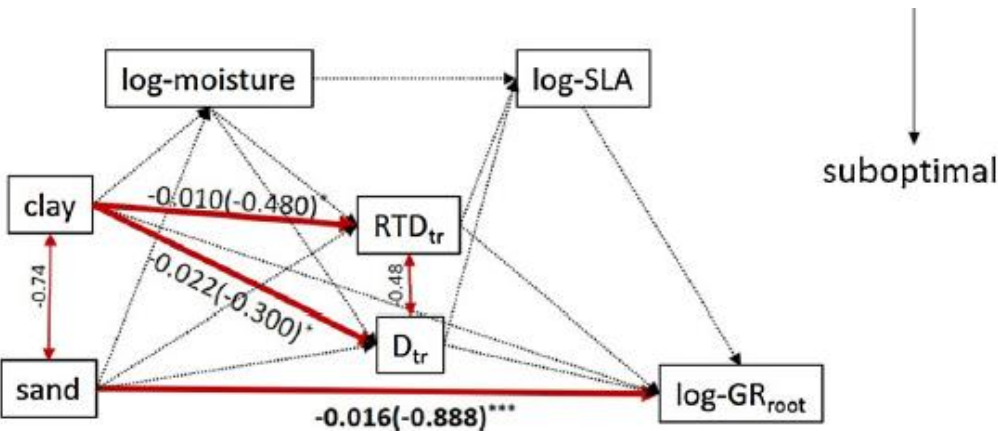 log-moisture
log-SLA
suboptimal
clay
-0.010(-0.480)*
RTDtr
-0.74
-0.022(-0.300)*
-0.48
Dtr
sand
-0.016(-0.888)***
log-GRroot